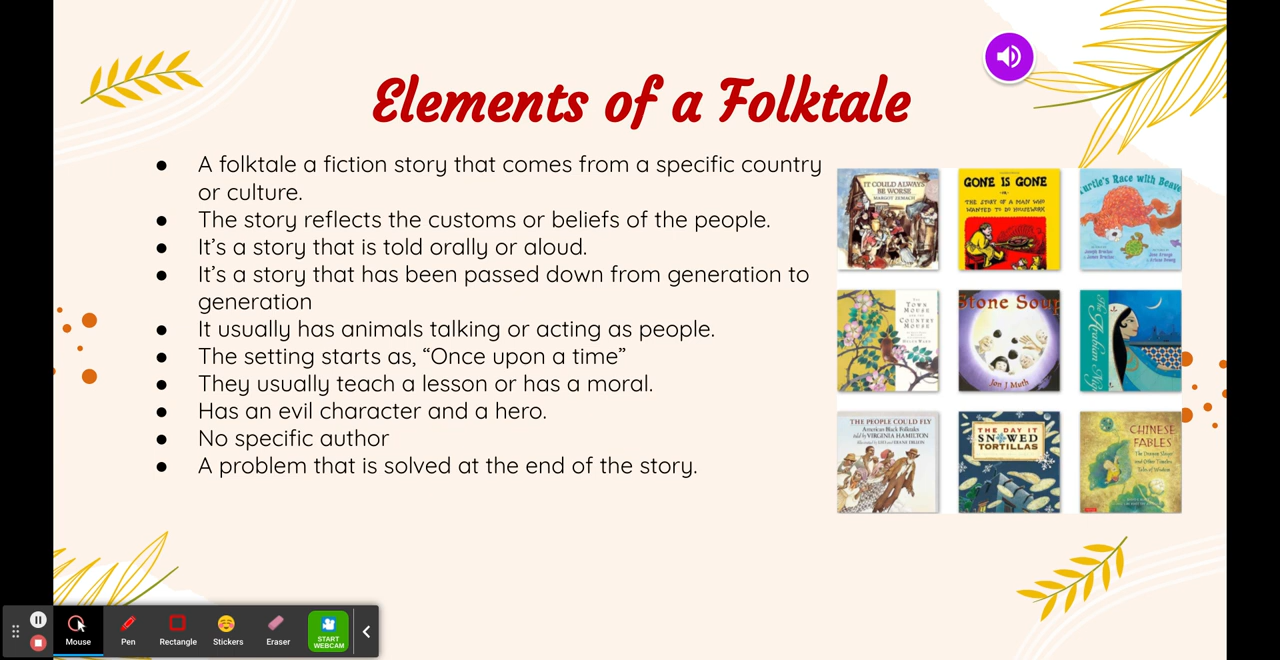 Elements of a Folktale
● A folktale a fiction story that comes from a specific country
or culture.
● The story reflects the customs or beliefs of the people.
● It’s a story that is told orally or aloud.
● It’s a story that has been passed down from generation to
generation
● It usually has animals talking or acting as people.
● The setting starts as, “Once upon a time”
● They usually teach a lesson or has a moral.
● Has an evil character and a hero.
● No specific author
● A problem that is solved at the end of the story.
IT COULD ALWAYS
BE WORSE
MARGOT ZEMACH
GONE IS GONE
OR
THE STORY OF A MAN WHO
WANTED TO DO HOUSEWORK
Turtle's Race with Beaver
THE
TOWN
MOUSE
AND THE
COUNTRY
MOUSE
HELEN WARD
Stone Soup
Jon J Muth
The Arabian Nig
THE PEOPLE COULD FLY
American Black Folktales
told by VIRGINIA HAMILTON
THE DAY IT
SNOWED
TORTILLAS
CHINESE
FABLES
The Dragon Slayer
and Other Timeless
Tales of Wisdom
Mouse
Pen
Rectangle
Stickers
Eraser
START
WEBCAM